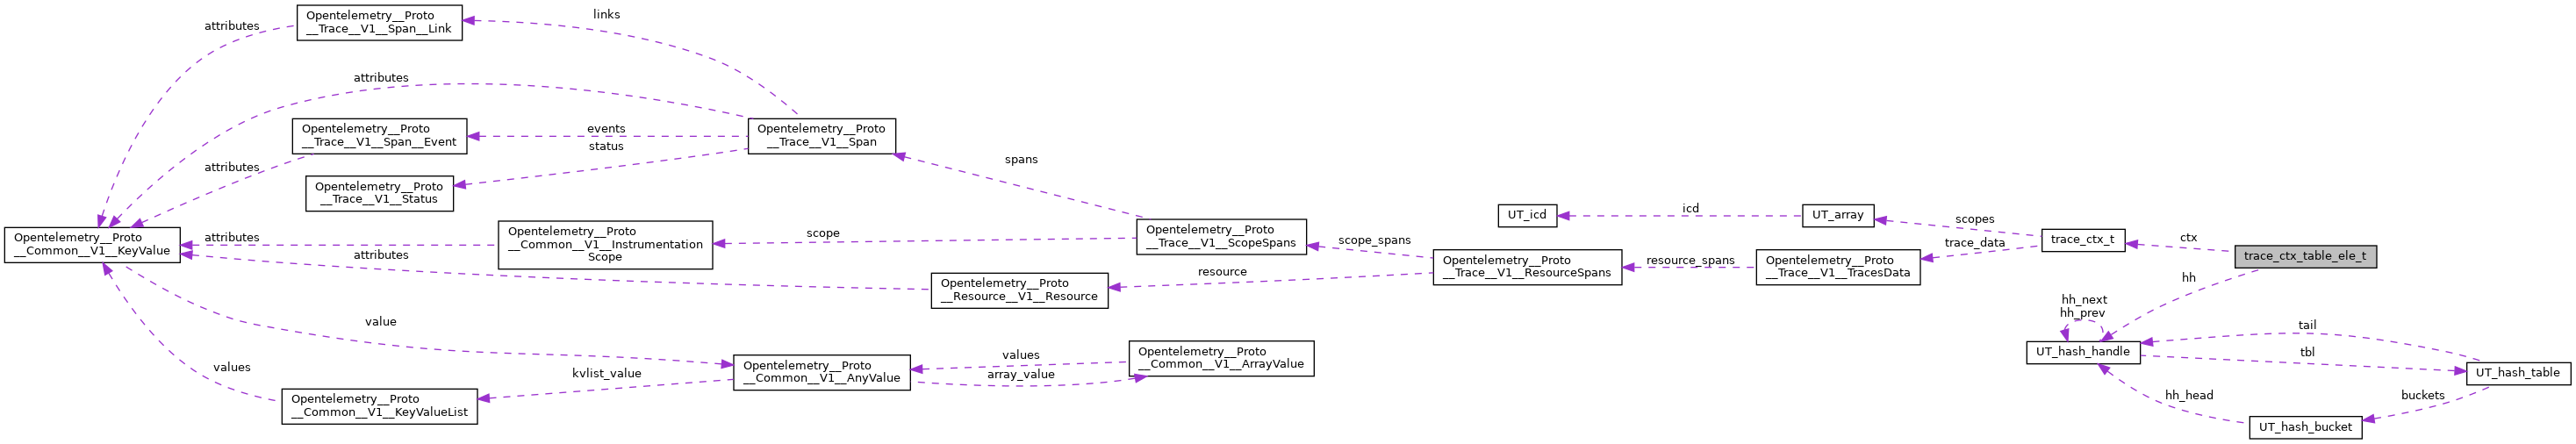 Opentelemetry__Proto
__Trace__V1__Span__Link
links
attributes
attributes
Opentelemetry__Proto
__Trace__V1__Span__Event
events
status
Opentelemetry__Proto
__Trace__V1__Span
attributes
spans
Opentelemetry__Proto
__Trace__V1__Status
UT_icd
icd
UT_array
scopes
Opentelemetry__Proto
__Common__V1__KeyValue
attributes
attributes
Opentelemetry__Proto
__Common__V1__Instrumentation
Scope
scope
Opentelemetry__Proto
__Trace__V1__ScopeSpans
scope_spans
trace_data
trace_ctx_t
ctx
trace_ctx_table_ele_t
resource
Opentelemetry__Proto
__Resource__V1__Resource
Opentelemetry__Proto
__Trace__V1__ResourceSpans
resource_spans
Opentelemetry__Proto
__Trace__V1__TracesData
hh
hh_next
hh_prev
value
tail
values
kvlist_value
Opentelemetry__Proto
__Common__V1__AnyValue
values
array_value
Opentelemetry__Proto
__Common__V1__ArrayValue
UT_hash_handle
tbl
UT_hash_table
Opentelemetry__Proto
__Common__V1__KeyValueList
hh_head
buckets
UT_hash_bucket